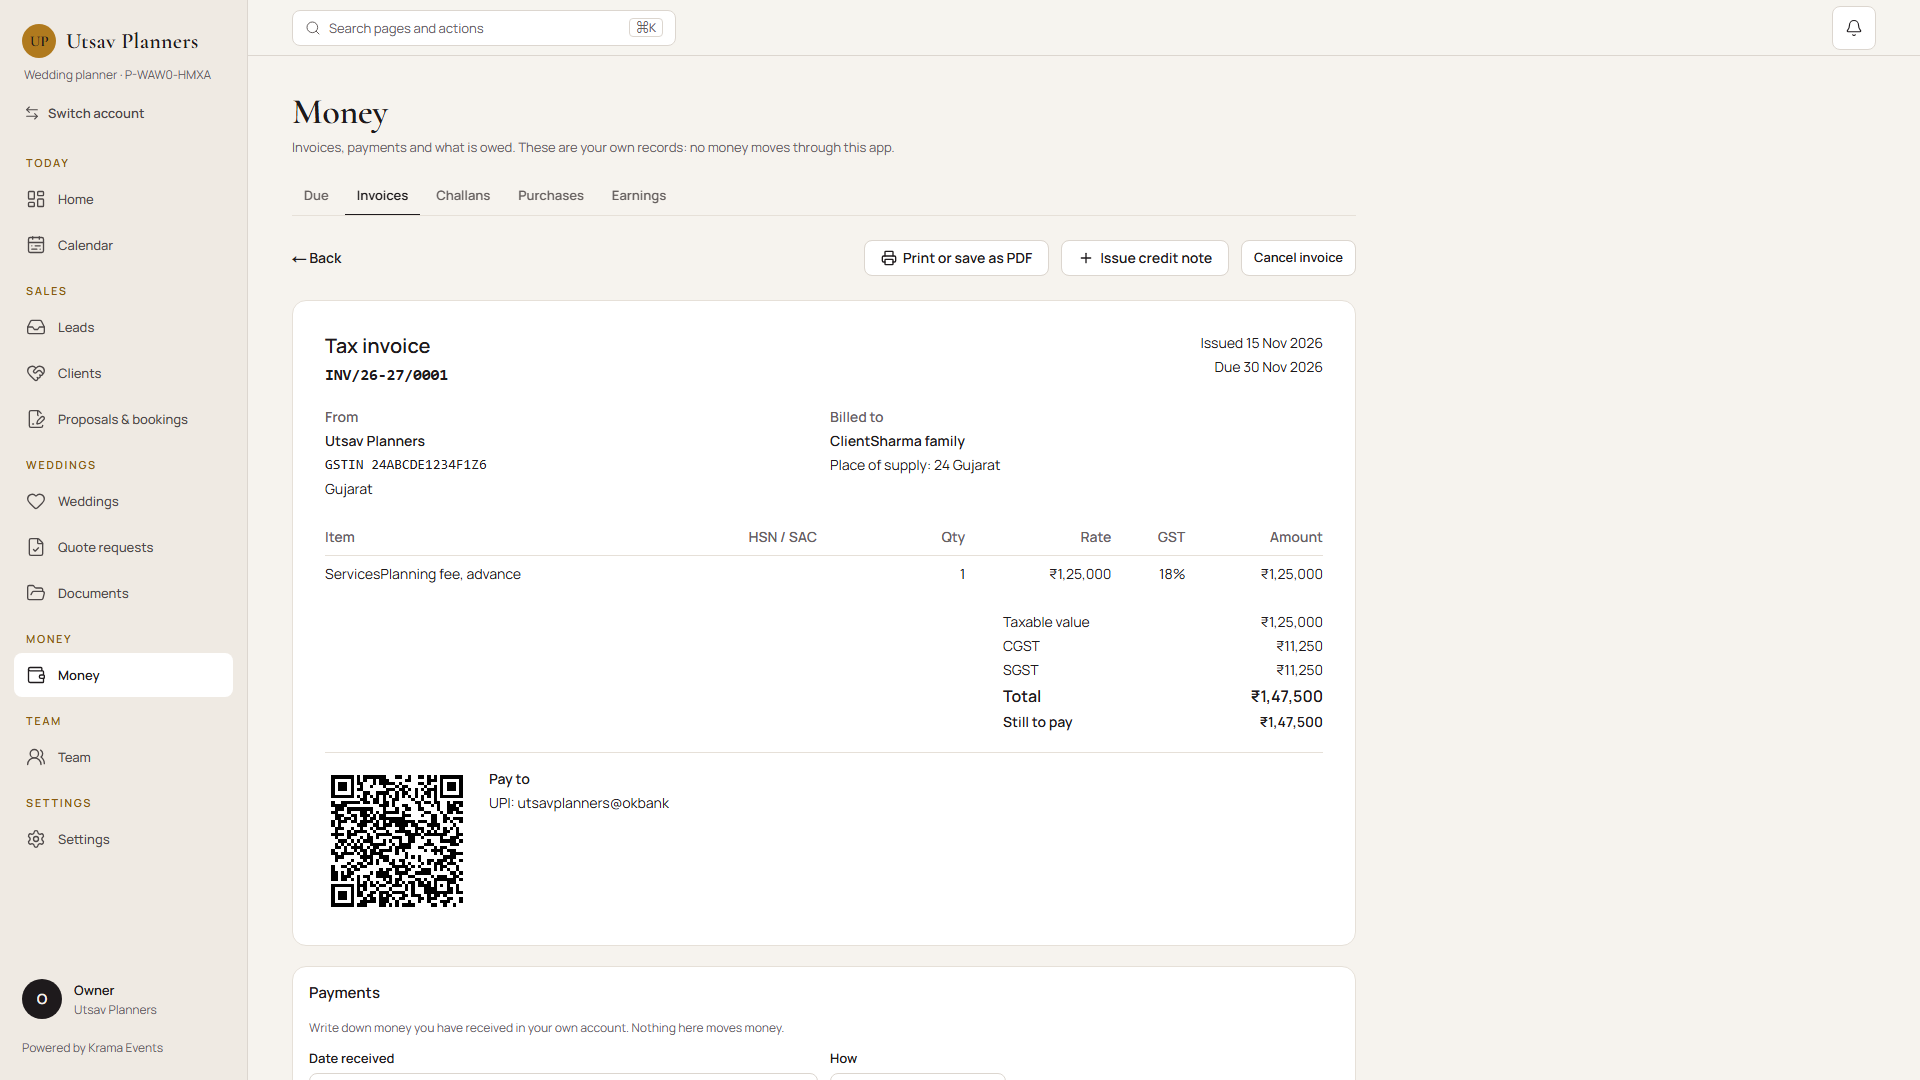 UP Utsav Planners
Wedding planner · P-WAW0-HMXA
Switch account
TODAY
Home
Calendar
SALES
Leads
Clients
Proposals & bookings
WEDDINGS
Weddings
Quote requests
Documents
MONEY
Money
TEAM
Team
SETTINGS
Settings
O
Owner
Utsav Planners
Powered by Krama Events
Search pages and actions ⌘K
Money
Invoices, payments and what is owed. These are your own records: no money moves through this app.
Due Invoices Challans Purchases Earnings
← Back Print or save as PDF + Issue credit note Cancel invoice
Tax invoice
INV/26-27/0001
Issued 15 Nov 2026
Due 30 Nov 2026
From
Utsav Planners
GSTIN 24ABCDE1234F1Z6
Gujarat
Billed to
ClientSharma family
Place of supply: 24 Gujarat
Item HSN / SAC Qty Rate GST Amount
ServicesPlanning fee, advance 1 ₹1,25,000 18% ₹1,25,000
Taxable value ₹1,25,000
CGST ₹11,250
SGST ₹11,250
Total ₹1,47,500
Still to pay ₹1,47,500
Pay to
UPI: utsavplanners@okbank
Payments
Write down money you have received in your own account. Nothing here moves money.
Date received How